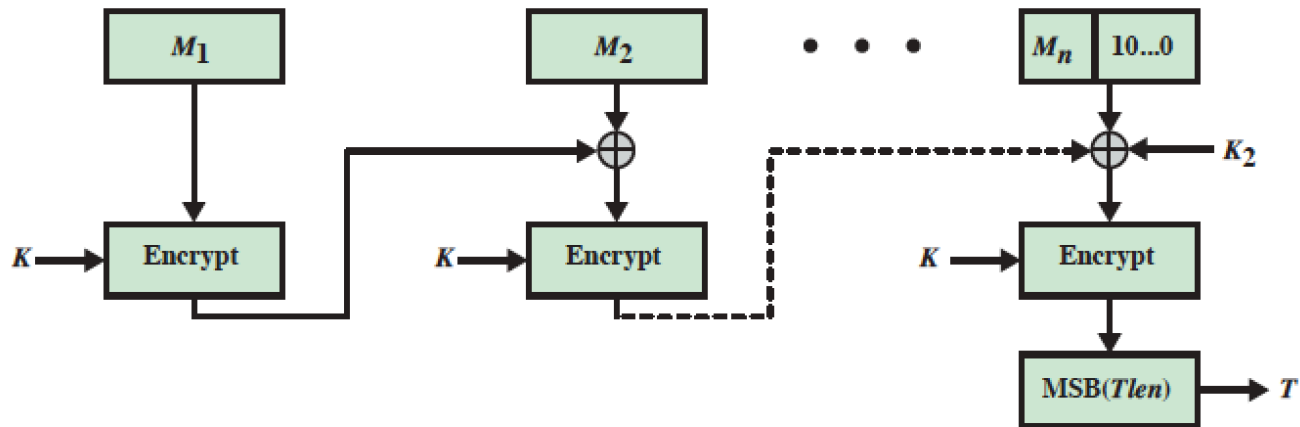 M1
M2
• • •
Mn 10...0
K2
K Encrypt
K Encrypt
K Encrypt
MSB(Tlen) T